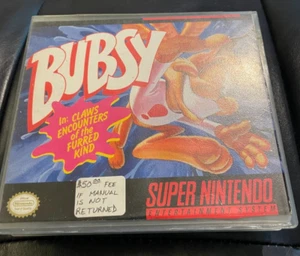 BUBSY
in: CLAWS
ENCOUNTERS
of the
FURRED
KIND
$50.00 FEE
IF MANUAL
IS NOT
RETURNED
SUPER NINTENDO
ENTERTAINMENT SYSTEM